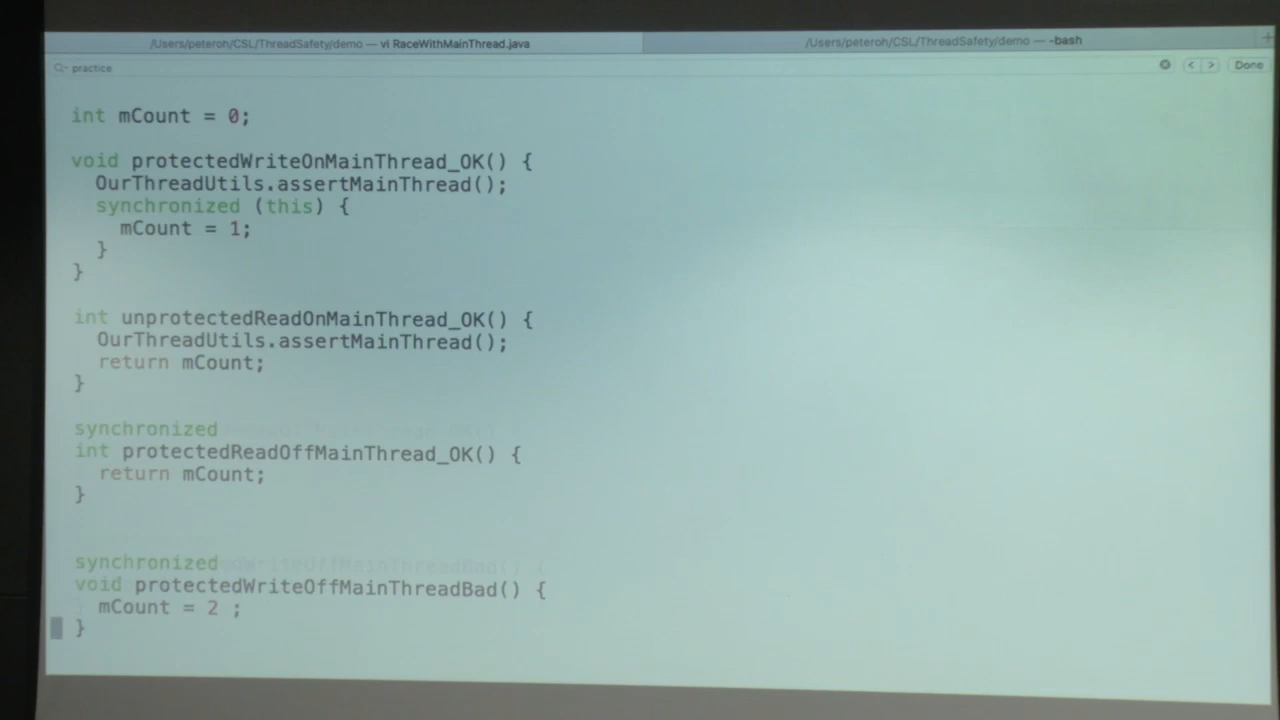 /Users/peteroh/CSL/ThreadSafety/demo — vi RaceWithMainThread.java
/Users/peteroh/CSL/ThreadSafety/demo — -bash
+
practice
< > Done
int mCount = 0;
void protectedWriteOnMainThread_OK() {
OurThreadUtils.assertMainThread();
synchronized (this) {
mCount = 1;
}
}
int unprotectedReadOnMainThread_OK() {
OurThreadUtils.assertMainThread();
return mCount;
}
synchronized
int protectedReadOffMainThread_OK() {
return mCount;
}
synchronized
void protectedWriteOffMainThreadBad() {
mCount = 2 ;
}